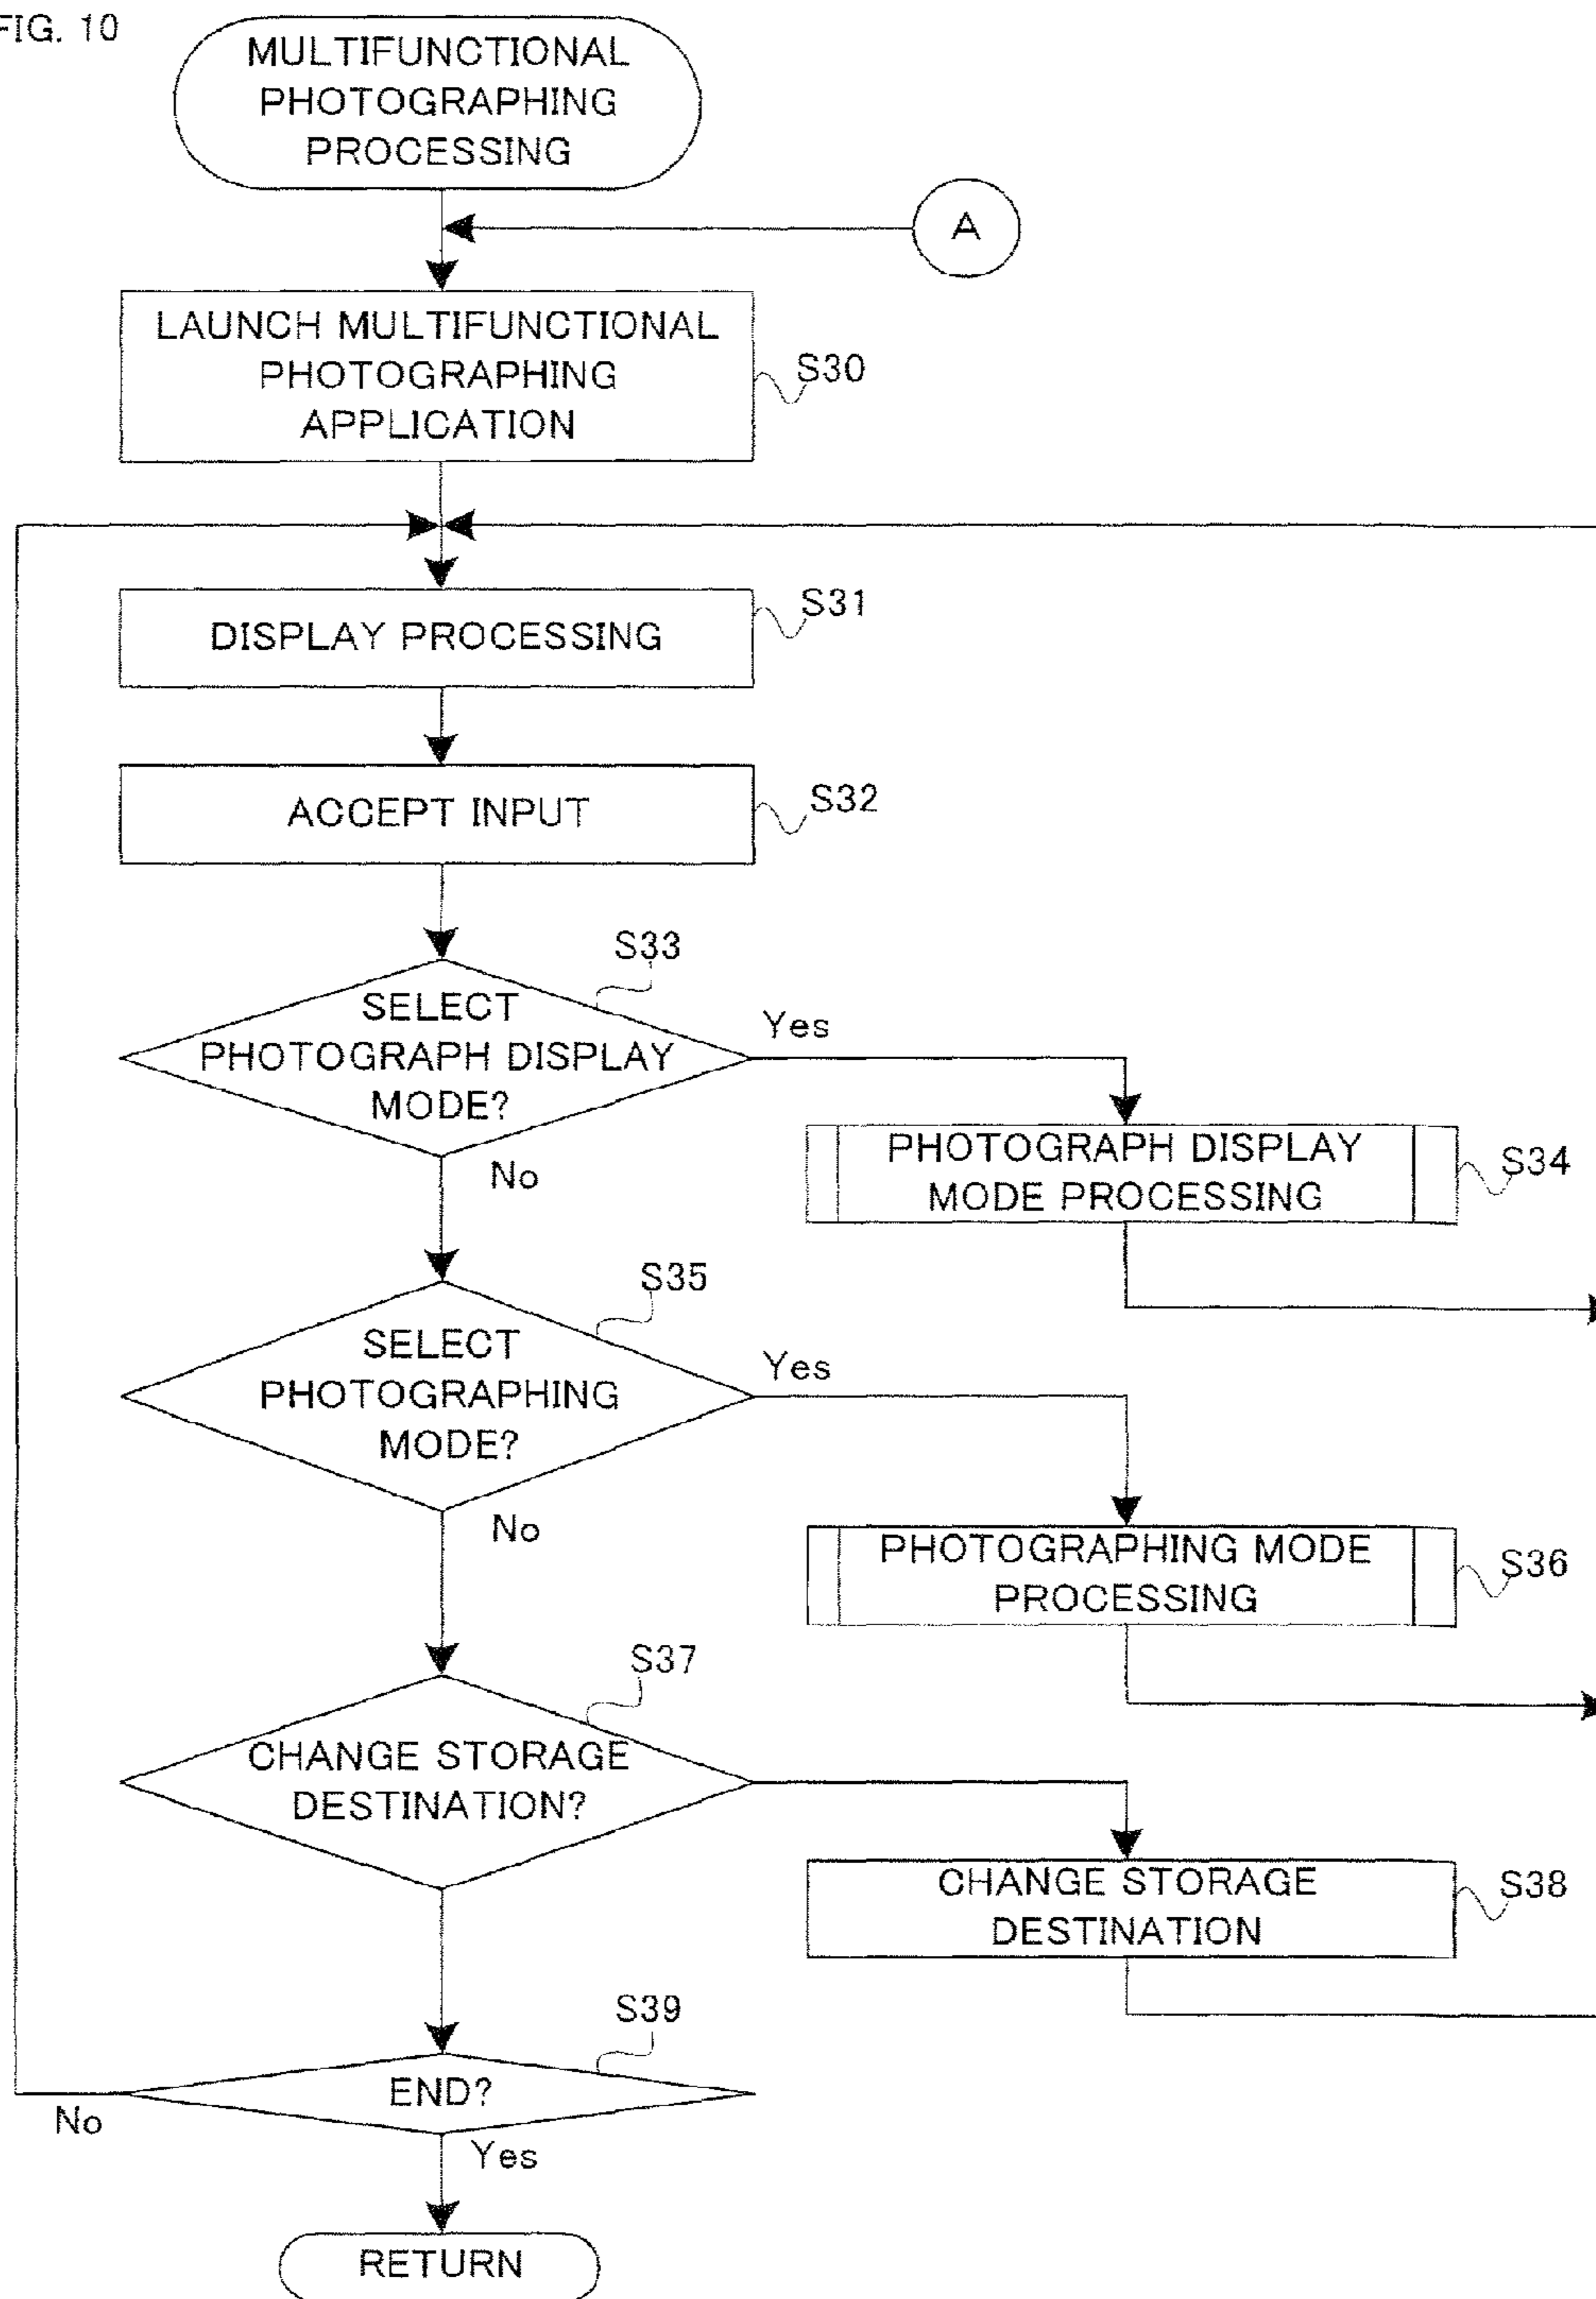 FIG. 10
MULTIFUNCTIONAL
PHOTOGRAPHING
PROCESSING
A
LAUNCH MULTIFUNCTIONAL
PHOTOGRAPHING
APPLICATION
S30
DISPLAY PROCESSING
S31
ACCEPT INPUT
S32
S33
SELECT
PHOTOGRAPH DISPLAY
MODE?
Yes
No
PHOTOGRAPH DISPLAY
MODE PROCESSING
S34
S35
SELECT
PHOTOGRAPHING
MODE?
Yes
No
PHOTOGRAPHING MODE
PROCESSING
S36
S37
CHANGE STORAGE
DESTINATION?
CHANGE STORAGE
DESTINATION
S38
S39
END?
No
Yes
RETURN